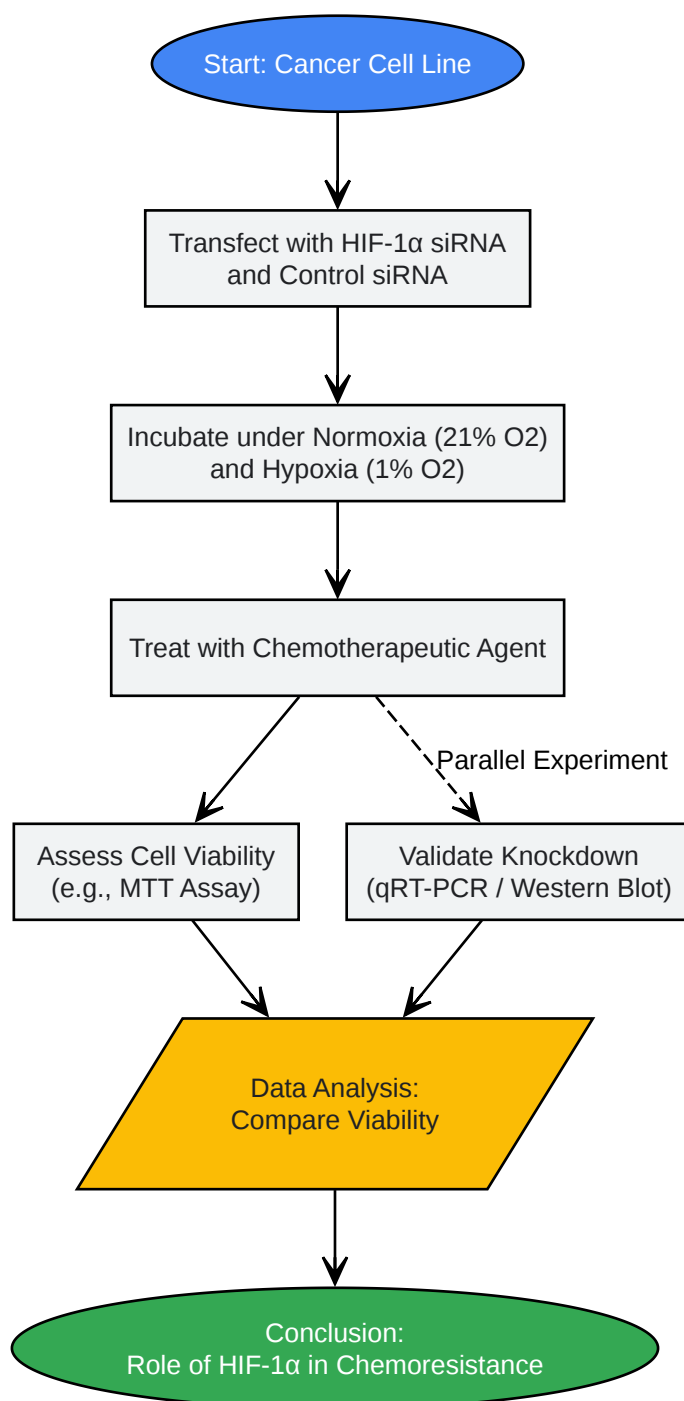 Start: Cancer Cell Line
Transfect with HIF-1α siRNA
and Control siRNA
Incubate under Normoxia (21% O2)
and Hypoxia (1% O2)
Treat with Chemotherapeutic Agent
Parallel Experiment
Assess Cell Viability
(e.g., MTT Assay)
Validate Knockdown
(qRT-PCR / Western Blot)
Data Analysis:
Compare Viability
Conclusion:
Role of HIF-1α in Chemoresistance